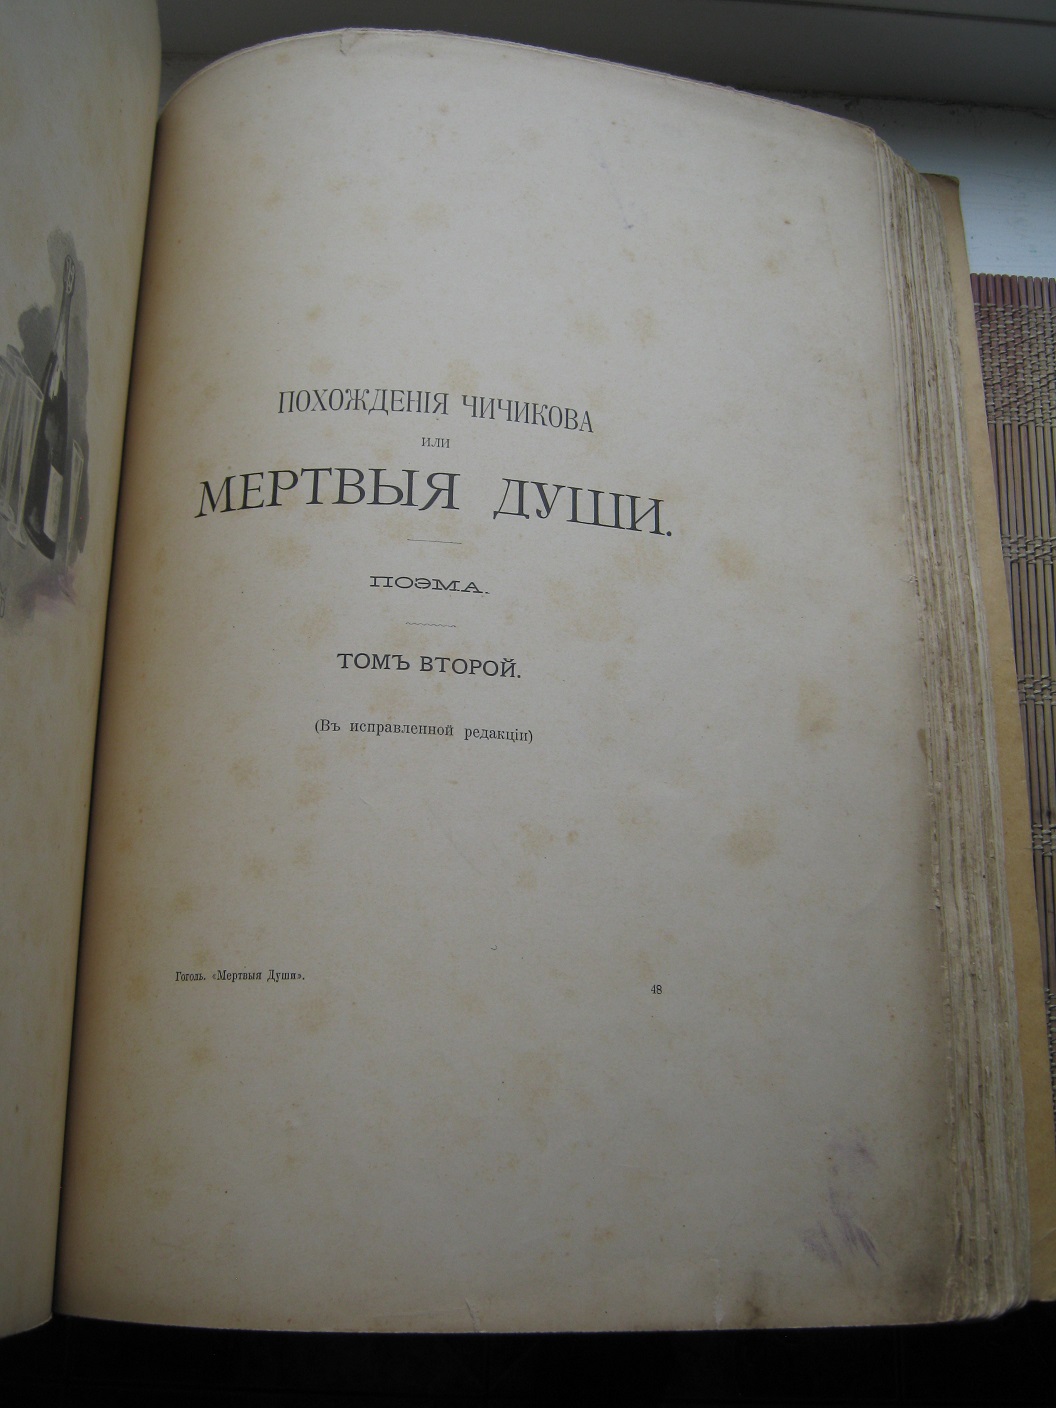 ПОХОЖДЕНІЯ ЧИЧИКОВА
ИЛИ
МЕРТВЫЯ ДУШИ.
ПОЭМА.
ТОМЪ ВТОРОЙ.
(Въ исправленной редакціи)
Гоголь. «Мертвыя Души».
48